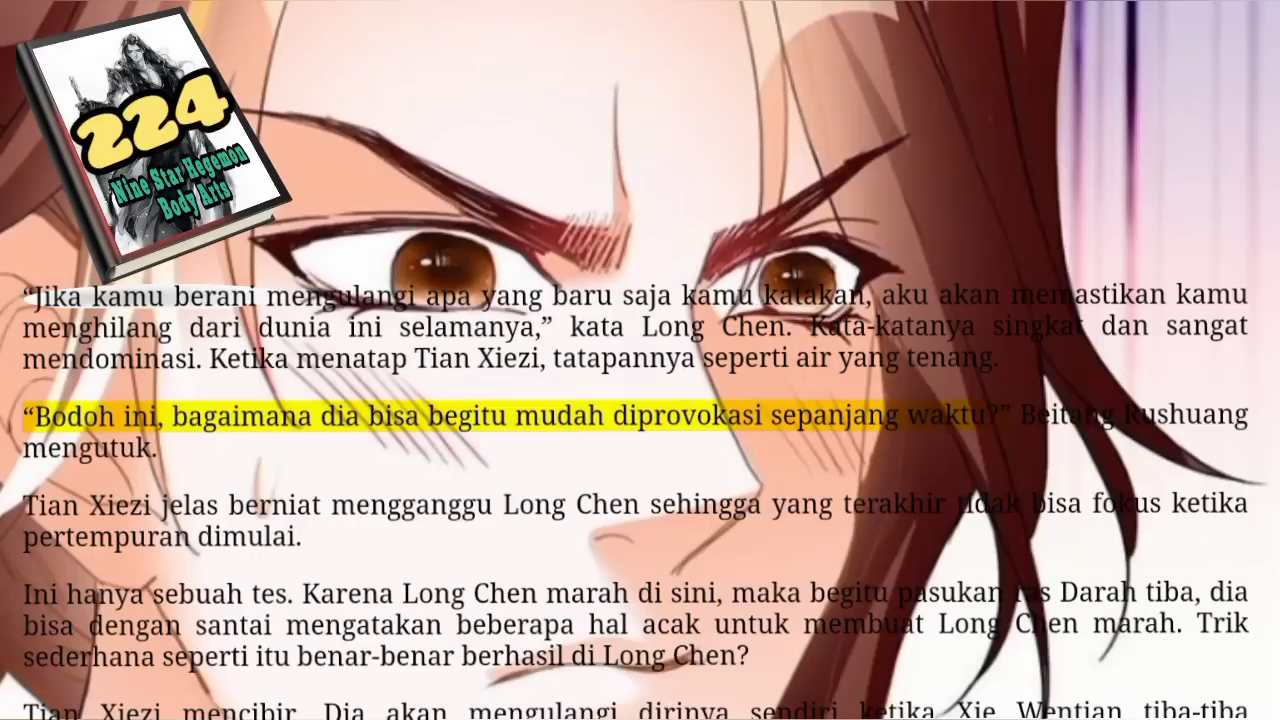 224
Nine Star Hegemon
Body Arts
“Jika kamu berani mengulangi apa yang baru saja kamu katakan, aku akan memastikan kamu
menghilang dari dunia ini selamanya,” kata Long Chen. Kata-katanya singkat dan sangat
mendominasi. Ketika menatap Tian Xiezi, tatapannya seperti air yang tenang.
“Bodoh ini, bagaimana dia bisa begitu mudah diprovokasi sepanjang waktu?” Beitang Rushuang
mengutuk.
Tian Xiezi jelas berniat mengganggu Long Chen sehingga yang terakhir tidak bisa fokus ketika
pertempuran dimulai.
Ini hanya sebuah tes. Karena Long Chen marah di sini, maka begitu pasukan ras Darah tiba, dia
bisa dengan santai mengatakan beberapa hal acak untuk membuat Long Chen marah. Trik
sederhana seperti itu benar-benar berhasil di Long Chen?
Tian Xiezi mencibir. Dia akan mengulangi dirinya sendiri ketika Xie Wentian tiba-tiba